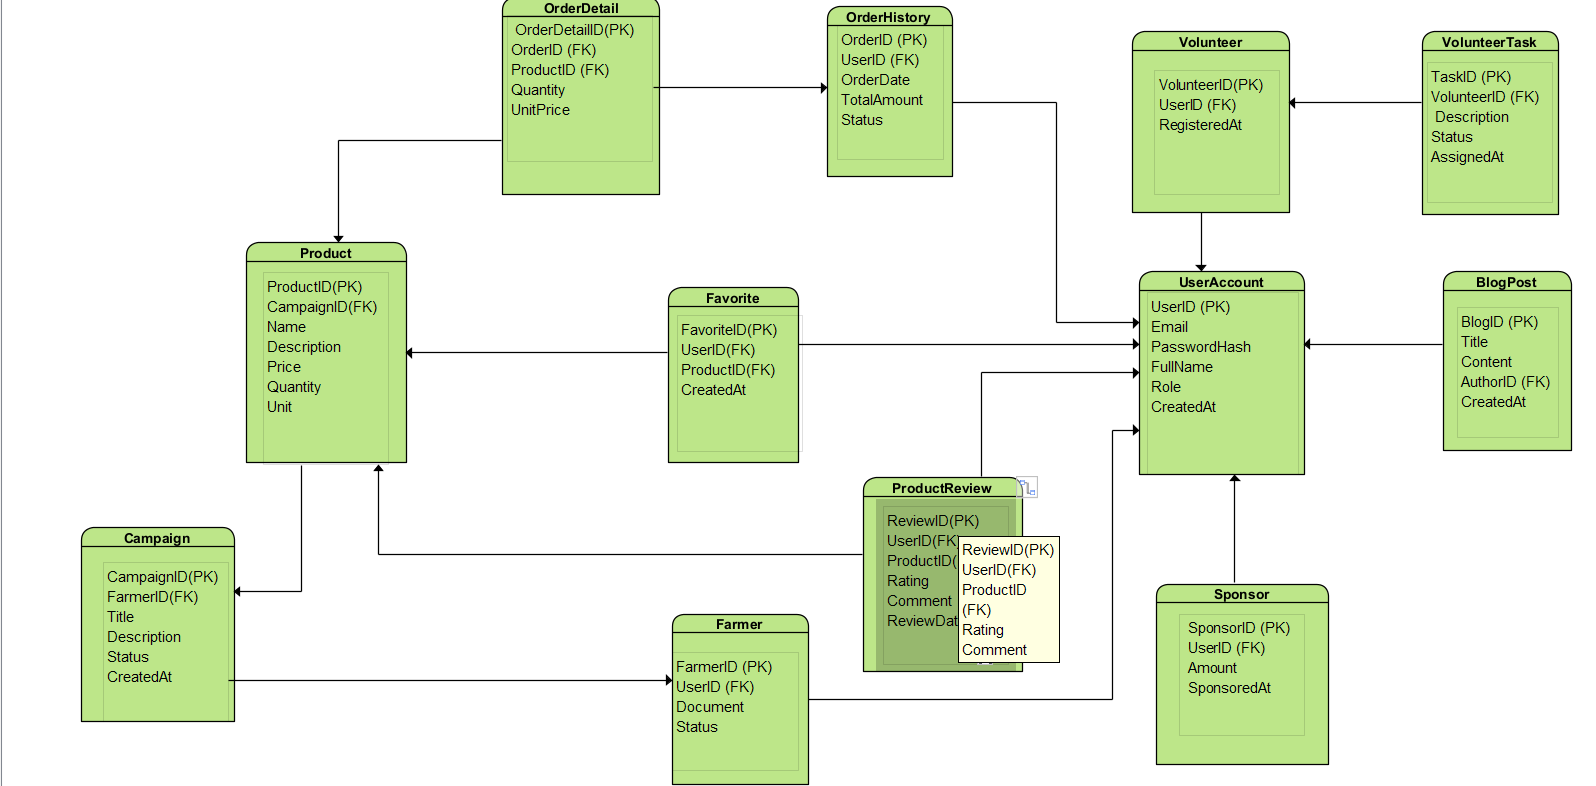 OrderDetail
OrderDetailID(PK)
OrderID (FK)
ProductID (FK)
Quantity
UnitPrice
OrderHistory
OrderID (PK)
UserID (FK)
OrderDate
TotalAmount
Status
Volunteer
VolunteerID(PK)
UserID (FK)
RegisteredAt
VolunteerTask
TaskID (PK)
VolunteerID (FK)
Description
Status
AssignedAt
Product
ProductID(PK)
CampaignID(FK)
Name
Description
Price
Quantity
Unit
Favorite
FavoriteID(PK)
UserID(FK)
ProductID(FK)
CreatedAt
UserAccount
UserID (PK)
Email
PasswordHash
FullName
Role
CreatedAt
BlogPost
BlogID (PK)
Title
Content
AuthorID (FK)
CreatedAt
Campaign
CampaignID(PK)
FarmerID(FK)
Title
Description
Status
CreatedAt
Farmer
FarmerID (PK)
UserID (FK)
Document
Status
ProductReview
ReviewID(PK)
UserID(FK
ProductID(
Rating
Comment
ReviewDat
ReviewID(PK)
UserID(FK)
ProductID
(FK)
Rating
Comment
Sponsor
SponsorID (PK)
UserID (FK)
Amount
SponsoredAt